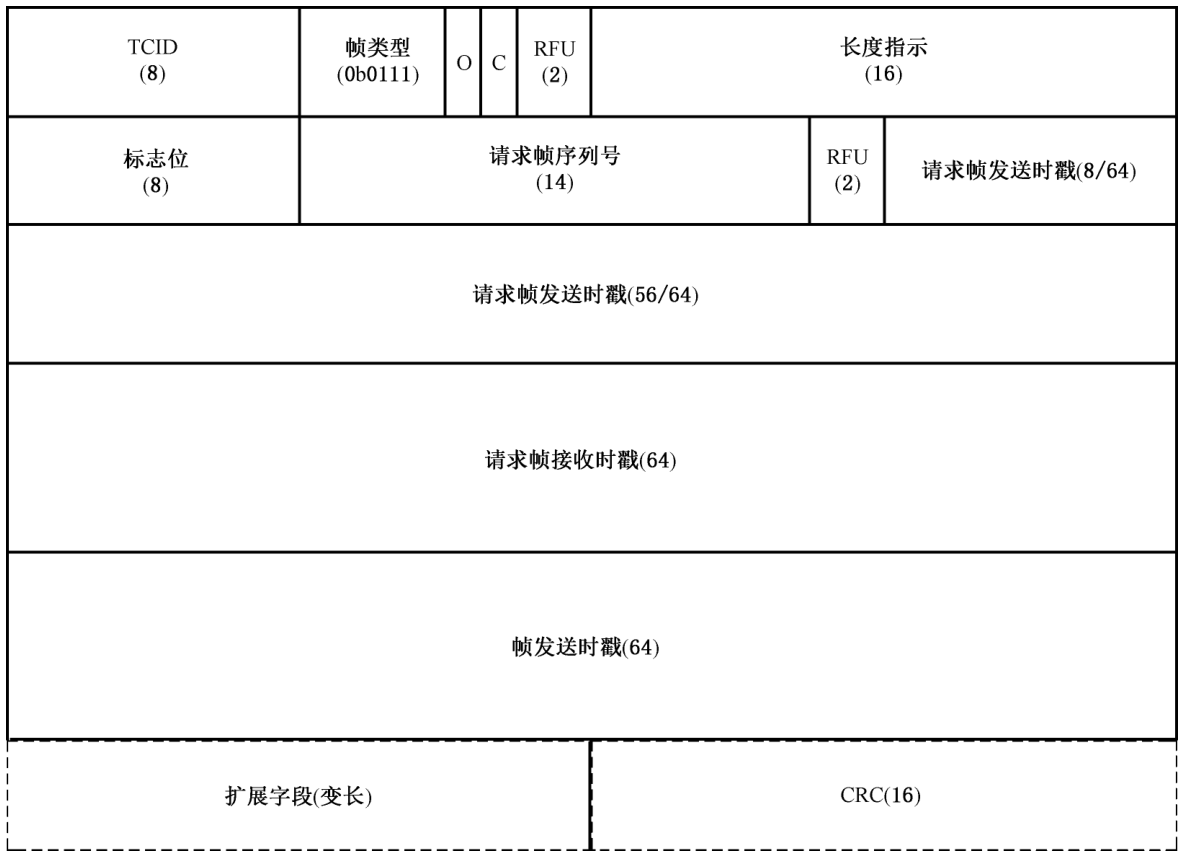 TCID
(8)
帧类型
(0b0111)
O
C
RFU
(2)
长度指示
(16)
标志位
(8)
请求帧序列号
(14)
RFU
(2)
请求帧发送时戳(8/64)
请求帧发送时戳(56/64)
请求帧接收时戳(64)
帧发送时戳(64)
扩展字段(变长)
CRC(16)